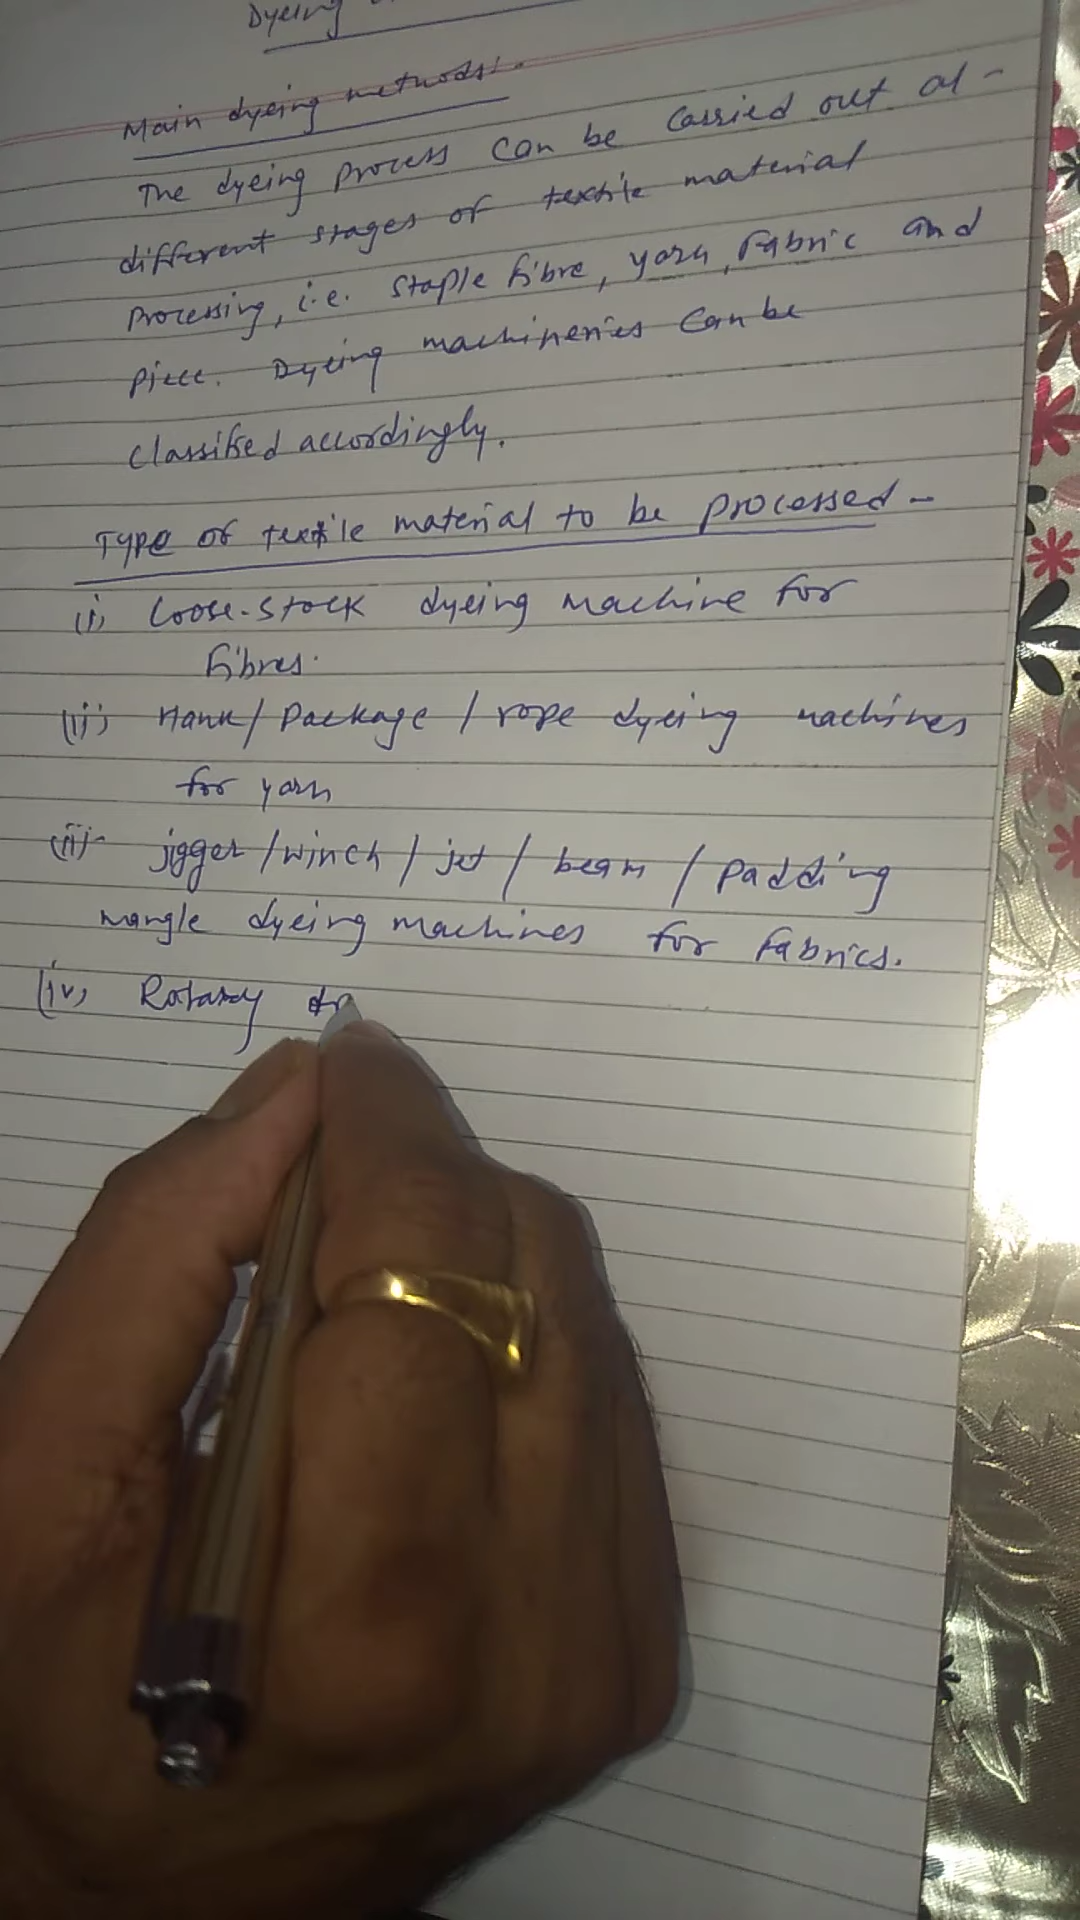 Dyeing
Main dyeing methods:-
The dyeing process can be carried out at -
different stages of textile material
Processing, i.e. staple fibre, yarn, fabric and
piece. Dyeing machineries can be
classified accordingly.
Type of textile material to be processed -
(i) Loose-stock dyeing machine for
fibres.
(ii) Hank/ Package / rope dyeing machines
for yarn
(iii) jigger /winch / jet / beam / Padding
mangle dyeing machines for fabrics.
(iv) Rotary